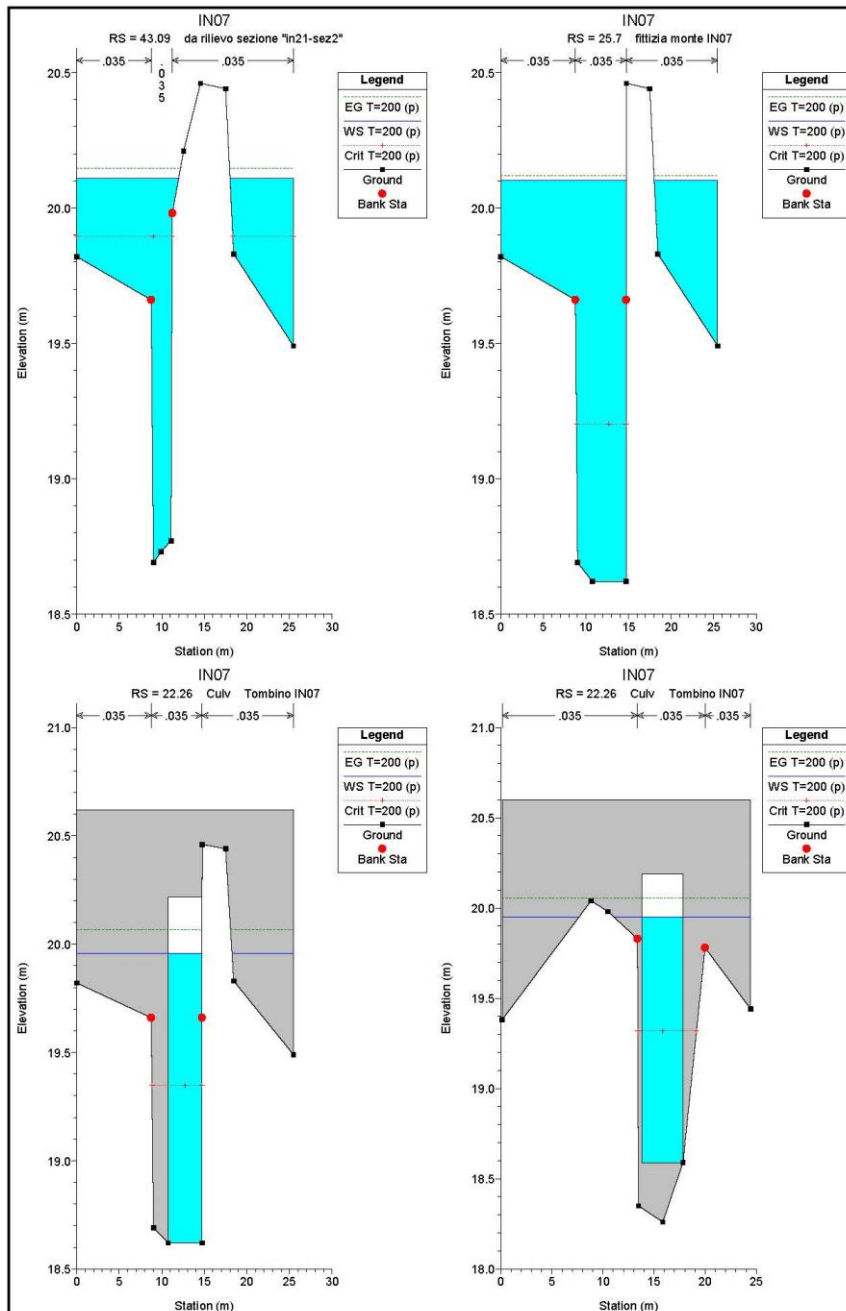 IN07
RS = 43.09 da rilievo sezione "in21-sez2"
.035
.035
.035
Legend
EG T=200 (p)
WS T=200 (p)
Crit T=200 (p)
Ground
Bank Sta
20.5
20.0
19.5
19.0
18.5
Elevation (m)
0 5 10 15 20 25 30
Station (m)
IN07
RS = 25.7 fittizia monte IN07
.035 .035 .035
Legend
EG T=200 (p)
WS T=200 (p)
Crit T=200 (p)
Ground
Bank Sta
20.5
20.0
19.5
19.0
18.5
Elevation (m)
0 5 10 15 20 25 30
Station (m)
IN07
RS = 22.26 Culv Tombino IN07
.035 .035 .035
Legend
EG T=200 (p)
WS T=200 (p)
Crit T=200 (p)
Ground
Bank Sta
21.0
20.5
20.0
19.5
19.0
18.5
Elevation (m)
0 5 10 15 20 25 30
Station (m)
IN07
RS = 22.26 Culv Tombino IN07
.035 .035 .035
Legend
EG T=200 (p)
WS T=200 (p)
Crit T=200 (p)
Ground
Bank Sta
21.0
20.5
20.0
19.5
19.0
18.5
18.0
Elevation (m)
0 5 10 15 20 25
Station (m)